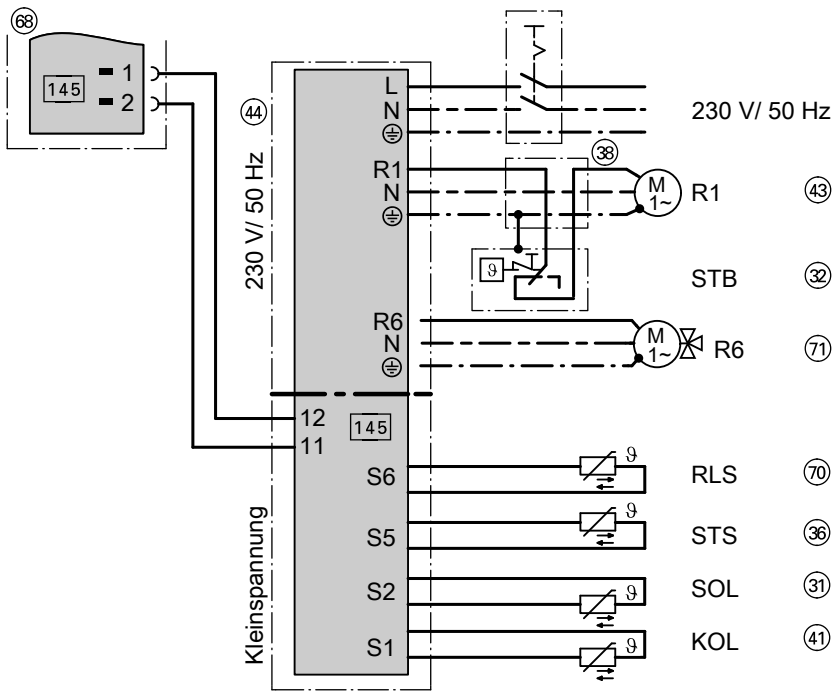 68
1
145
2
44
230 V/ 50 Hz
L
N
230 V/ 50 Hz
38
R1
N
M
1~
R1
43
ϑ
STB
32
R6
N
M
1~
R6
71
12
145
11
Kleinspannung
S6
ϑ
RLS
70
S5
ϑ
STS
36
S2
ϑ
SOL
31
S1
ϑ
KOL
41